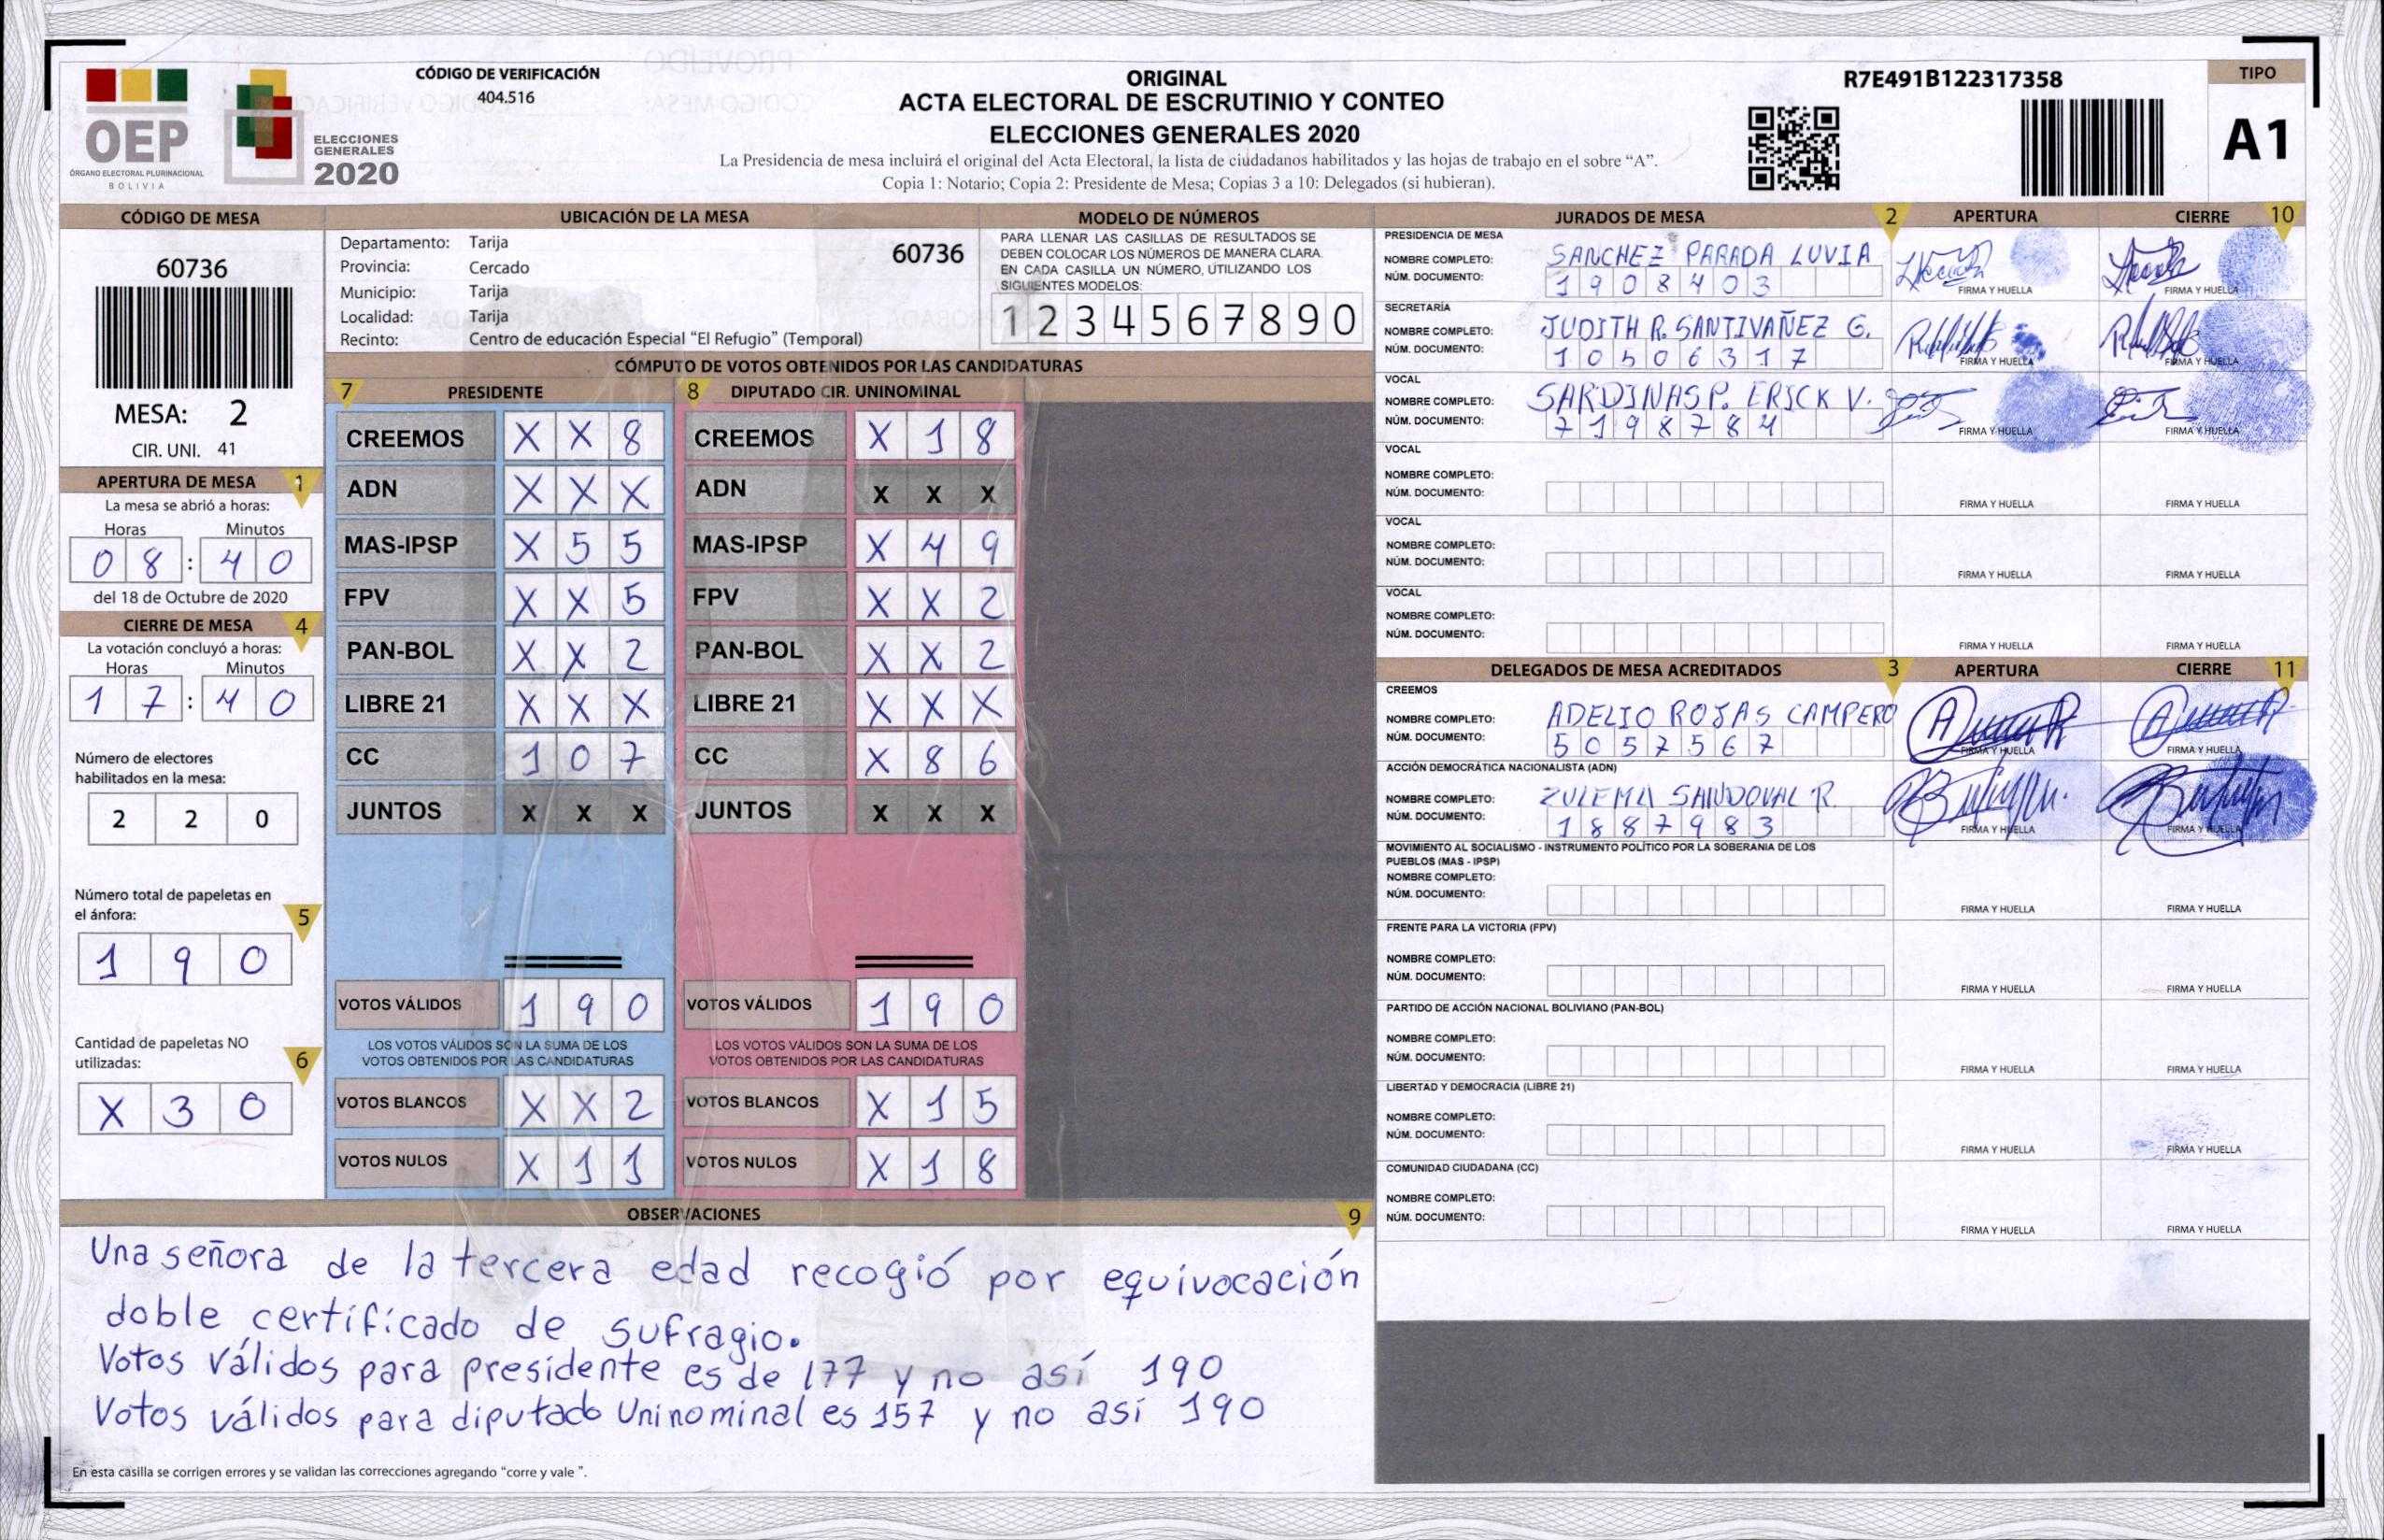 CÓDIGO DE VERIFICACIÓN
404.516
OEP
ÓRGANO ELECTORAL PLURINACIONAL
BOLIVIA
ELECCIONES
GENERALES
2020
ORIGINAL
ACTA ELECTORAL DE ESCRUTINIO Y CONTEO
ELECCIONES GENERALES 2020
La Presidencia de mesa incluirá el original del Acta Electoral, la lista de ciudadanos habilitados y las hojas de trabajo en el sobre “A”.
Copia 1: Notario; Copia 2: Presidente de Mesa; Copias 3 a 10: Delegados (si hubieran).
R7E491B122317358
TIPO
A1
CÓDIGO DE MESA
60736
MESA: 2
CIR. UNI. 41
APERTURA DE MESA 1
La mesa se abrió a horas:
Horas Minutos
0 8 : 4 0
del 18 de Octubre de 2020
CIERRE DE MESA 4
La votación concluyó a horas:
Horas Minutos
1 7 : 4 0
Número de electores
habilitados en la mesa:
2 2 0
Número total de papeletas en
el ánfora: 5
1 9 0
Cantidad de papeletas NO
utilizadas: 6
X 3 0
UBICACIÓN DE LA MESA
Departamento: Tarija 60736
Provincia: Cercado
Municipio: Tarija
Localidad: Tarija
Recinto: Centro de educación Especial “El Refugio” (Temporal)
MODELO DE NÚMEROS
PARA LLENAR LAS CASILLAS DE RESULTADOS SE
DEBEN COLOCAR LOS NÚMEROS DE MANERA CLARA.
EN CADA CASILLA UN NÚMERO, UTILIZANDO LOS
SIGUIENTES MODELOS:
1 2 3 4 5 6 7 8 9 0
CÓMPUTO DE VOTOS OBTENIDOS POR LAS CANDIDATURAS
7 PRESIDENTE 8 DIPUTADO CIR. UNINOMINAL
CREEMOS X X 8 CREEMOS X 1 8
ADN X X X ADN X X X
MAS-IPSP X 5 5 MAS-IPSP X 4 9
FPV X X 5 FPV X X 2
PAN-BOL X X 2 PAN-BOL X X 2
LIBRE 21 X X X LIBRE 21 X X X
CC 1 0 7 CC X 8 6
JUNTOS X X X JUNTOS X X X
VOTOS VÁLIDOS 1 9 0 VOTOS VÁLIDOS 1 9 0
LOS VOTOS VÁLIDOS SON LA SUMA DE LOS LOS VOTOS VÁLIDOS SON LA SUMA DE LOS
VOTOS OBTENIDOS POR LAS CANDIDATURAS VOTOS OBTENIDOS POR LAS CANDIDATURAS
VOTOS BLANCOS X X 2 VOTOS BLANCOS X 1 5
VOTOS NULOS X 1 1 VOTOS NULOS X 1 8
OBSERVACIONES 9
Una señora de la tercera edad recogió por equivocación
doble certificado de sufragio.
Votos Válidos para presidente es de 177 y no así 190
Votos válidos para diputado Uninominal es 157 y no así 190
En esta casilla se corrigen errores y se validan las correcciones agregando “corre y vale ”.
JURADOS DE MESA 2 APERTURA CIERRE 10
PRESIDENCIA DE MESA
NOMBRE COMPLETO: SANCHEZ PARADA LUVIA
NÚM. DOCUMENTO: 1 9 0 8 4 0 3
FIRMA Y HUELLA FIRMA Y HUELLA
SECRETARÍA
NOMBRE COMPLETO: JUDITH R. SANTIVAÑEZ G.
NÚM. DOCUMENTO: 1 0 5 0 6 3 1 7
FIRMA Y HUELLA FIRMA Y HUELLA
VOCAL
NOMBRE COMPLETO: SARDINAS P. ERICK V.
NÚM. DOCUMENTO: 7 1 9 8 7 8 4
FIRMA Y HUELLA FIRMA Y HUELLA
VOCAL
NOMBRE COMPLETO:
NÚM. DOCUMENTO:
FIRMA Y HUELLA FIRMA Y HUELLA
VOCAL
NOMBRE COMPLETO:
NÚM. DOCUMENTO:
FIRMA Y HUELLA FIRMA Y HUELLA
VOCAL
NOMBRE COMPLETO:
NÚM. DOCUMENTO:
FIRMA Y HUELLA FIRMA Y HUELLA
DELEGADOS DE MESA ACREDITADOS 3 APERTURA CIERRE 11
CREEMOS
NOMBRE COMPLETO: ADELIO ROJAS CAMPERO
NÚM. DOCUMENTO: 5 0 5 7 5 6 7
FIRMA Y HUELLA FIRMA Y HUELLA
ACCIÓN DEMOCRÁTICA NACIONALISTA (ADN)
NOMBRE COMPLETO: ZULEMA SANDOVAL R.
NÚM. DOCUMENTO: 1 8 8 7 9 8 3
FIRMA Y HUELLA FIRMA Y HUELLA
MOVIMIENTO AL SOCIALISMO - INSTRUMENTO POLÍTICO POR LA SOBERANIA DE LOS
PUEBLOS (MAS - IPSP)
NOMBRE COMPLETO:
NÚM. DOCUMENTO:
FIRMA Y HUELLA FIRMA Y HUELLA
FRENTE PARA LA VICTORIA (FPV)
NOMBRE COMPLETO:
NÚM. DOCUMENTO:
FIRMA Y HUELLA FIRMA Y HUELLA
PARTIDO DE ACCIÓN NACIONAL BOLIVIANO (PAN-BOL)
NOMBRE COMPLETO:
NÚM. DOCUMENTO:
FIRMA Y HUELLA FIRMA Y HUELLA
LIBERTAD Y DEMOCRACIA (LIBRE 21)
NOMBRE COMPLETO:
NÚM. DOCUMENTO:
FIRMA Y HUELLA FIRMA Y HUELLA
COMUNIDAD CIUDADANA (CC)
NOMBRE COMPLETO:
NÚM. DOCUMENTO:
FIRMA Y HUELLA FIRMA Y HUELLA